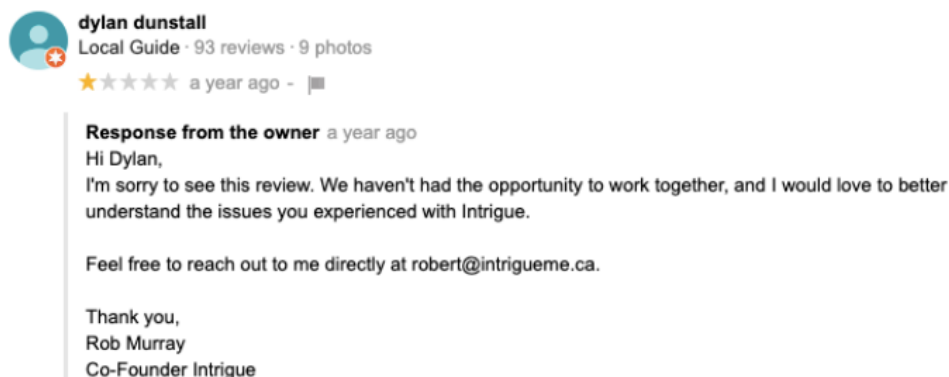 dylan dunstall
Local Guide · 93 reviews · 9 photos
a year ago -
Response from the owner a year ago
Hi Dylan,
I'm sorry to see this review. We haven't had the opportunity to work together, and I would love to better
understand the issues you experienced with Intrigue.
Feel free to reach out to me directly at robert@intrigueme.ca.
Thank you,
Rob Murray
Co-Founder Intrigue